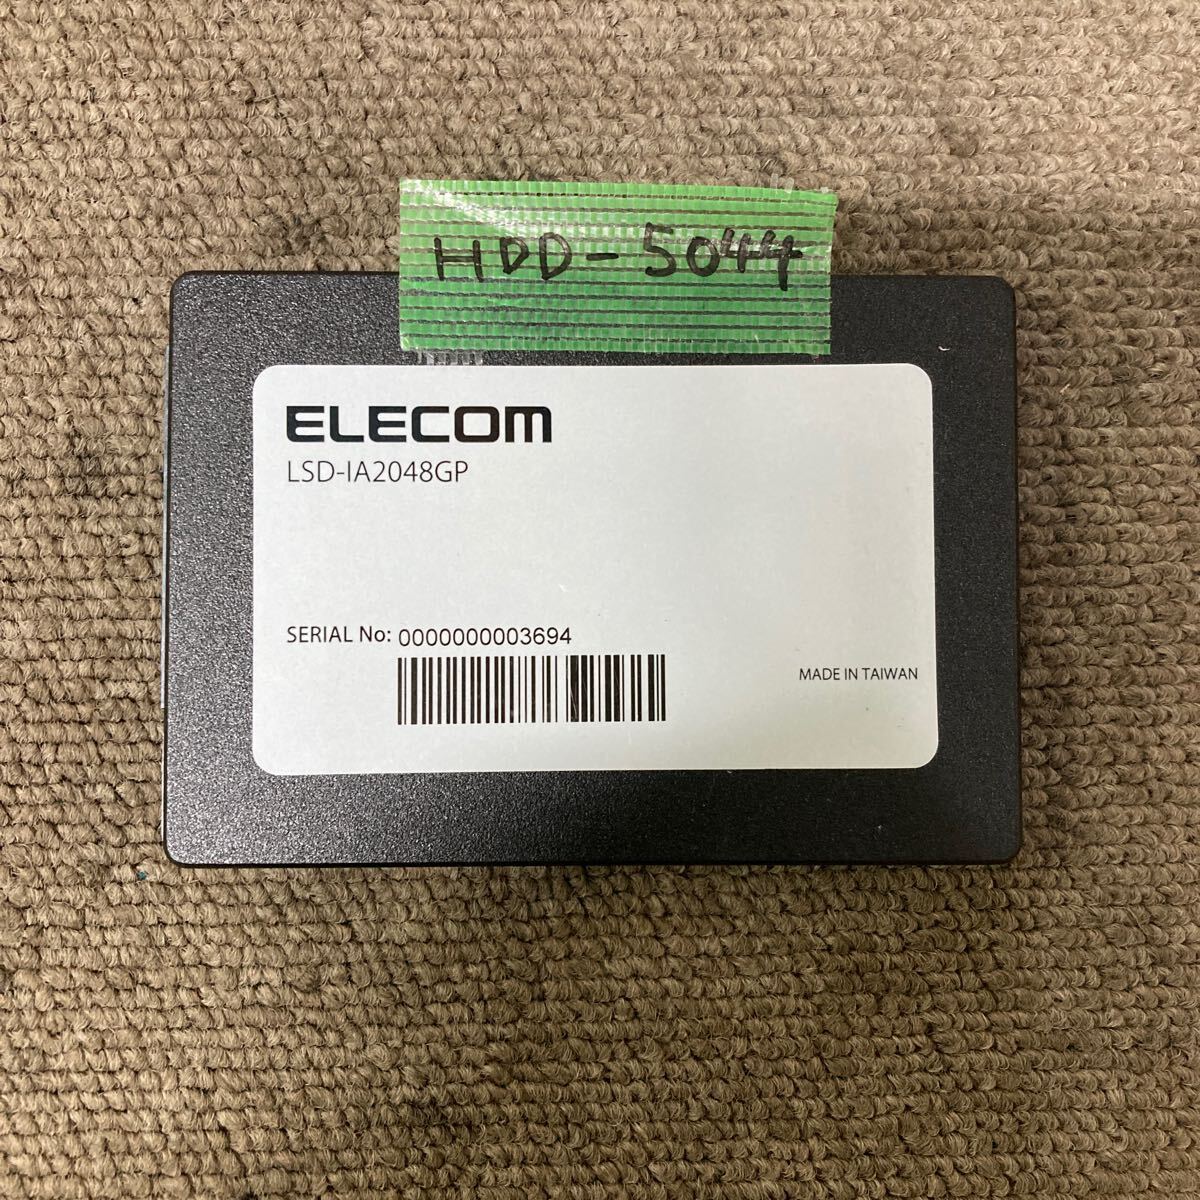 HDD-5044
ELECOM
LSD-IA2048GP
SERIAL No: 0000000003694
MADE IN TAIWAN